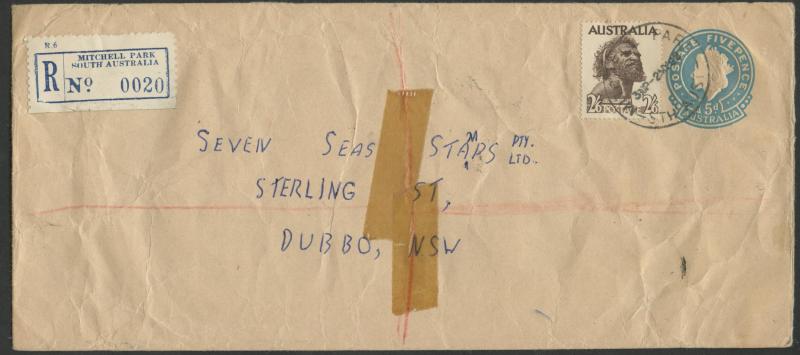 R.6
MITCHELL PARK
SOUTH AUSTRALIA
R Nº 0020
AUSTRALIA
2/6 2/6
POSTAGE FIVEPENCE
5d
AUSTRALIA
SEVEN SEAS STAMPS PTY. LTD.
STERLING ST,
DUBBO, NSW